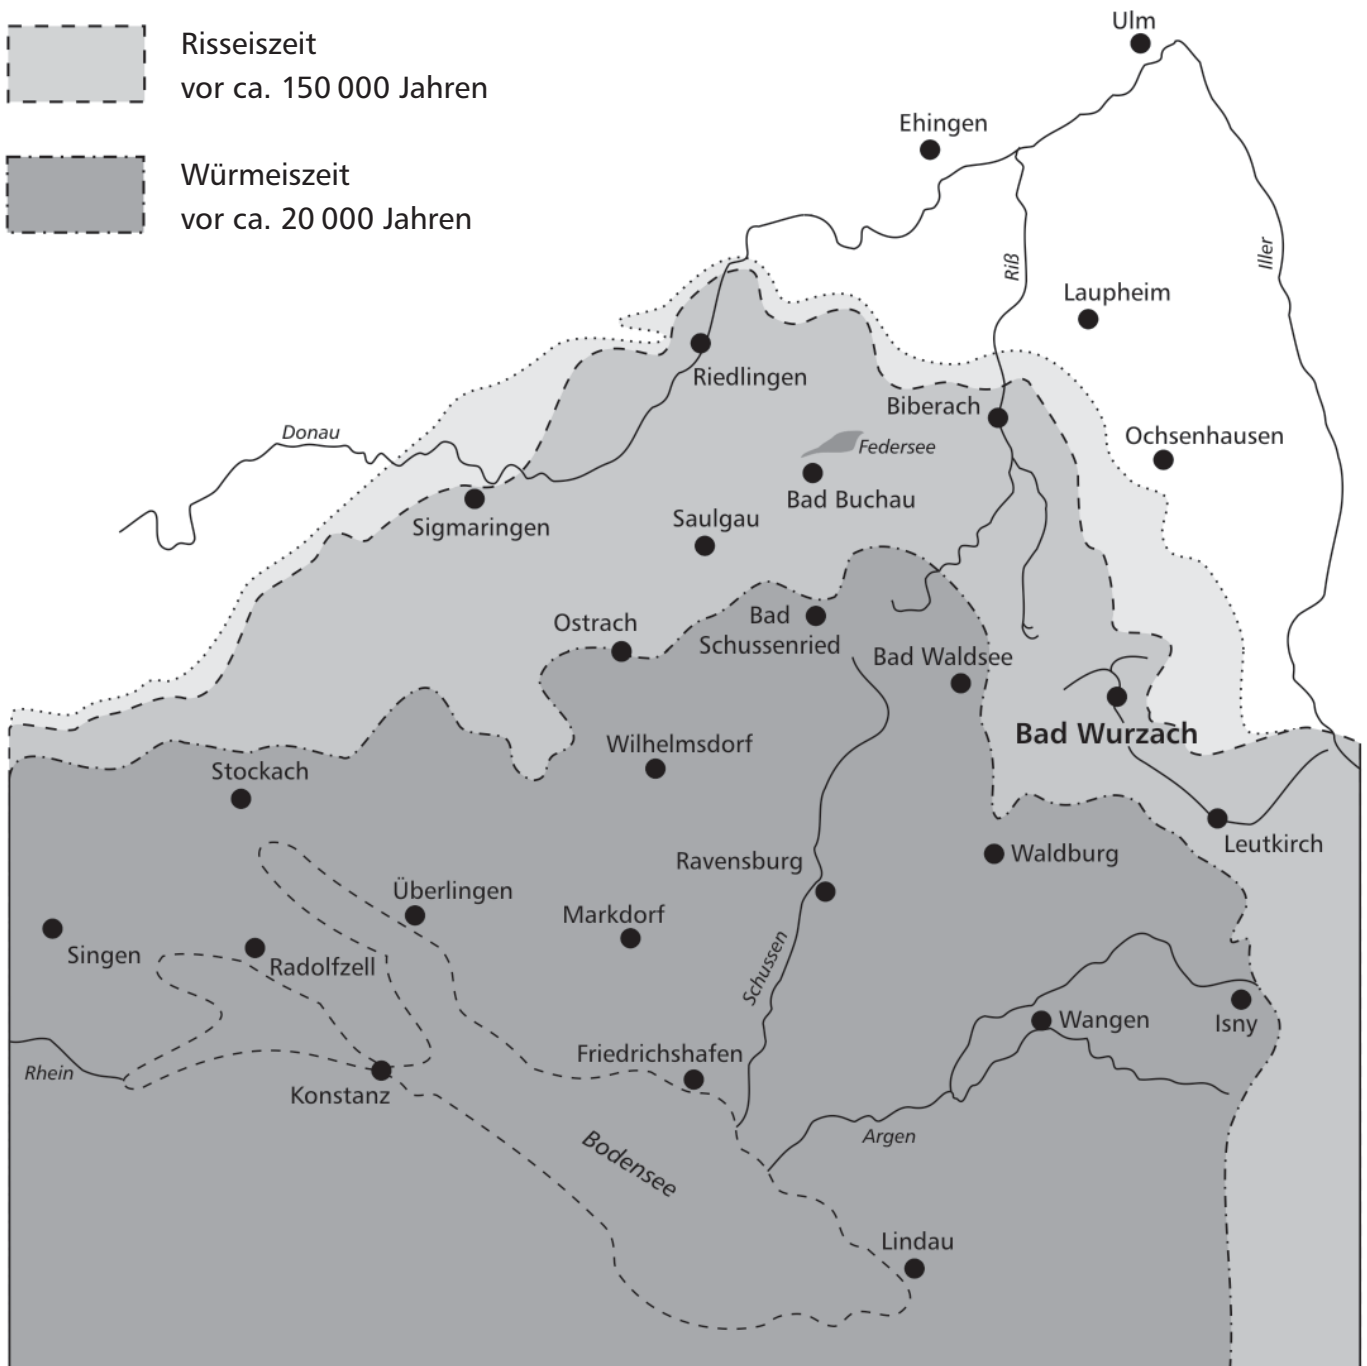 Risseiszeit
vor ca. 150 000 Jahren
Würmeiszeit
vor ca. 20 000 Jahren
Ulm
Ehingen
Riß
Iller
Laupheim
Riedlingen
Biberach
Donau
Federsee
Ochsenhausen
Bad Buchau
Sigmaringen
Saulgau
Ostrach
Bad
Schussenried
Bad Waldsee
Bad Wurzach
Wilhelmsdorf
Stockach
Leutkirch
Waldburg
Ravensburg
Überlingen
Markdorf
Singen
Radolfzell
Schussen
Wangen
Isny
Friedrichshafen
Rhein
Konstanz
Argen
Bodensee
Lindau